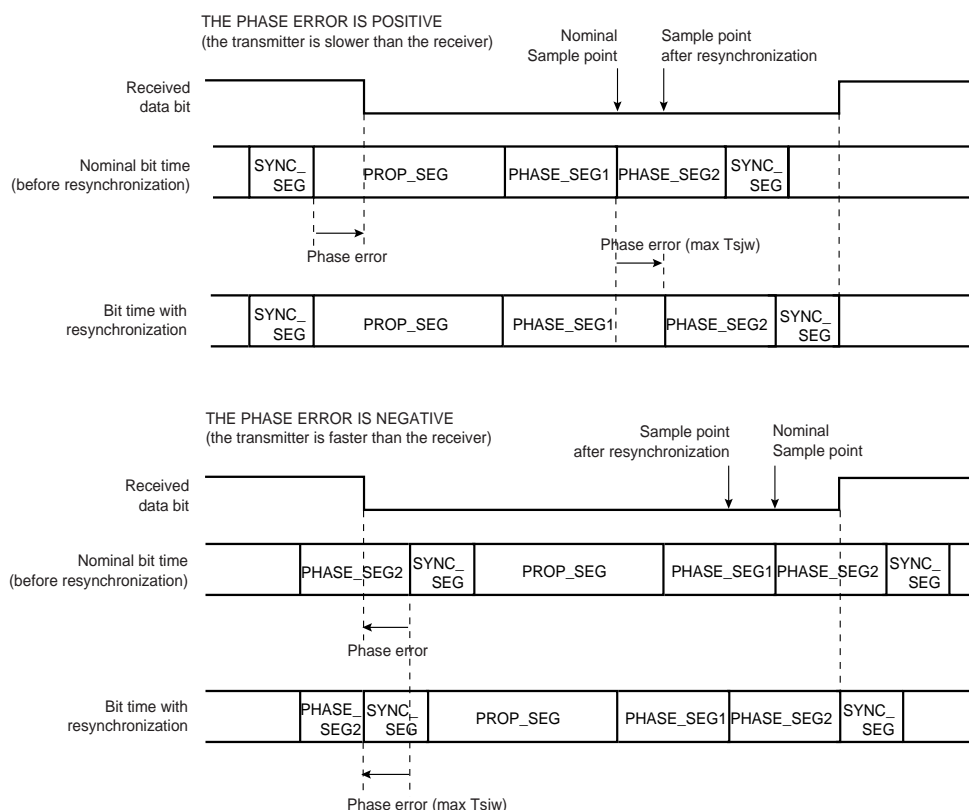 THE PHASE ERROR IS POSITIVE
(the transmitter is slower than the receiver)
Nominal
Sample point
Sample point
after resynchronization
Received
data bit
Nominal bit time
(before resynchronization)
SYNC_
SEG
PROP_SEG
PHASE_SEG1
PHASE_SEG2
SYNC_
SEG
Phase error
Phase error (max Tsjw)
Bit time with
resynchronization
SYNC_
SEG
PROP_SEG
PHASE_SEG1
PHASE_SEG2
SYNC_
SEG
THE PHASE ERROR IS NEGATIVE
(the transmitter is faster than the receiver)
Sample point
after resynchronization
Nominal
Sample point
Received
data bit
Nominal bit time
(before resynchronization)
PHASE_SEG2
SYNC_
SEG
PROP_SEG
PHASE_SEG1
PHASE_SEG2
SYNC_
SEG
Phase error
Bit time with
resynchronization
PHASE_
SEG2
SYNC_
SEG
PROP_SEG
PHASE_SEG1
PHASE_SEG2
SYNC_
SEG
Phase error (max Tsjw)